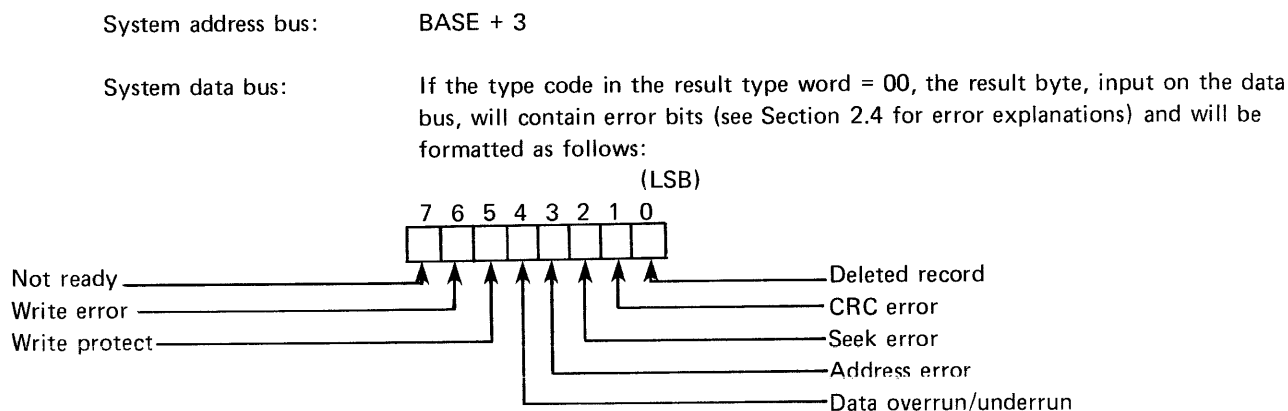 System address bus: BASE + 3
System data bus: If the type code in the result type word = 00, the result byte, input on the data
bus, will contain error bits (see Section 2.4 for error explanations) and will be
formatted as follows:
(LSB)
7 6 5 4 3 2 1 0
Not ready Deleted record
Write error CRC error
Write protect Seek error
Address error
Data overrun/underrun